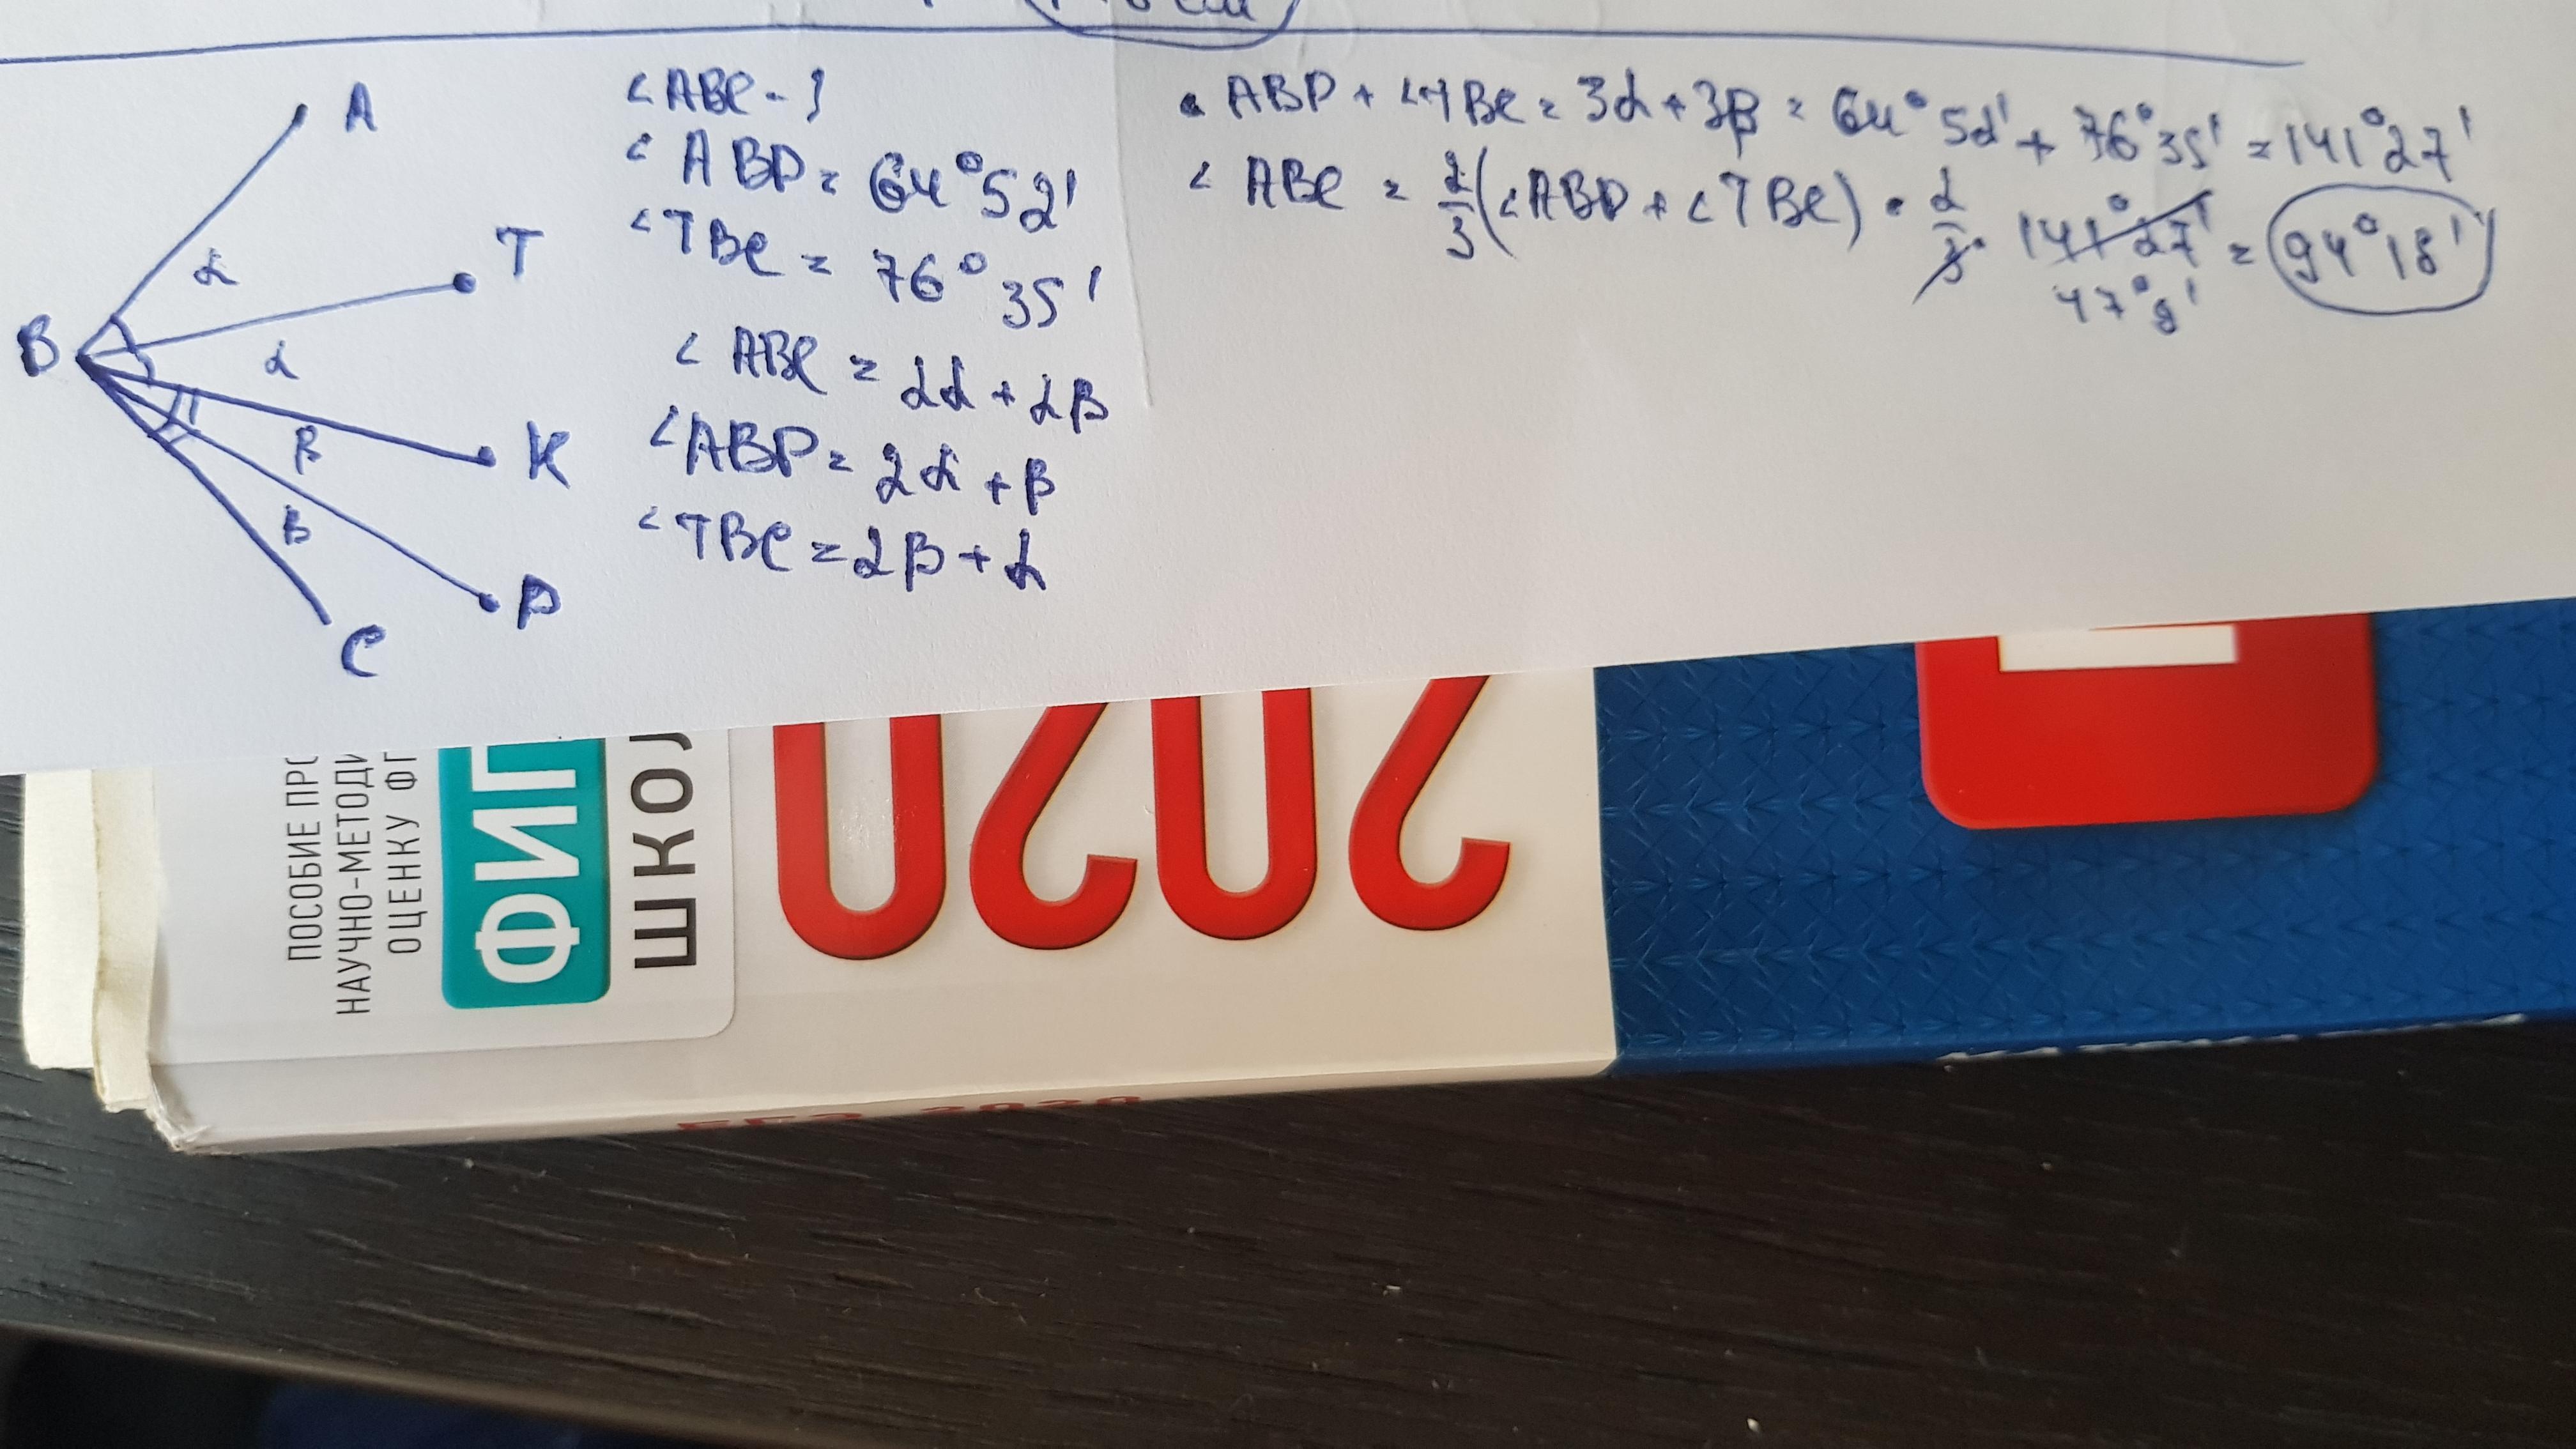 A
T
B
K
P
C
α
α
β
β
∠ABC - ?
∠ABP = 64°52'
∠TBC = 76°35'
∠ABC = 2α + 2β
∠ABP = 2α + β
∠TBC = 2β + α
∠ABP + ∠TBC = 3α + 3β = 64°52' + 76°35' = 141°27'
∠ABC = 2/3 (∠ABP + ∠TBC) = 2/3 · 141°27' = 94°18'
47°9'
ПОСОБИЕ
НАУЧНО-МЕТОДИ
ОЦЕНКУ
ФИП
ШКОЛ
2020